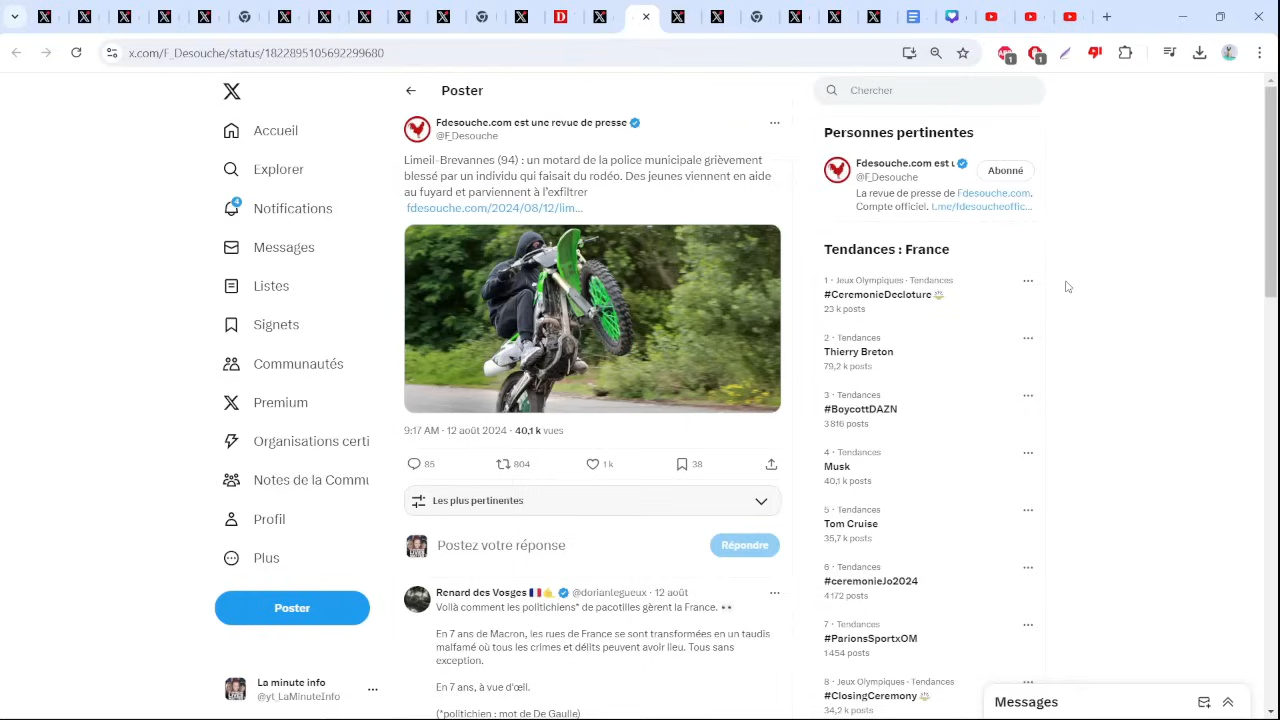 x.com/F_Desouche/status/1822895105692299680
1
1
Accueil
Explorer
4
Notifications
Messages
Listes
Signets
Communautés
Premium
Organisations certi
Notes de la Commu
Profil
Plus
Poster
La minute info
@yt_LaMinuteInfo
Poster
Fdesouche.com est une revue de presse
@F_Desouche
Limeil-Brevannes (94) : un motard de la police municipale grièvement
blessé par un individu qui faisait du rodéo. Des jeunes viennent en aide
au fuyard et parviennent à l'exfiltrer
fdesouche.com/2024/08/12/lim...
9:17 AM · 12 août 2024 · 40,1 k vues
85 804 1 k 38
Les plus pertinentes
Postez votre réponse
Répondre
Renard des Vosges @doriantegueux · 12 août
Voilà comment les politichiens* de pacotilles gèrent la France. 👀
En 7 ans de Macron, les rues de France se sont transformées en un taudis
malfamé où tous les crimes et délits peuvent avoir lieu. Tous sans
exception.
En 7 ans, à vue d'œil.
(*politichien : mot de De Gaulle)
Chercher
Personnes pertinentes
Fdesouche.com est u
@F_Desouche
Abonné
La revue de presse de Fdesouche.com.
Compte officiel. t.me/fdesoucheoffic...
Tendances : France
1 · Jeux Olympiques · Tendances
#CeremonieDecloture
23 k posts
2 · Tendances
Thierry Breton
79,2 k posts
3 · Tendances
#BoycottDAZN
3 816 posts
4 · Tendances
Musk
40,1 k posts
5 · Tendances
Tom Cruise
35,7 k posts
6 · Tendances
#ceremonieJo2024
4 172 posts
7 · Tendances
#ParionsSportxOM
1 454 posts
8 · Jeux Olympiques · Tendances
#ClosingCeremony
34,2 k posts
Messages